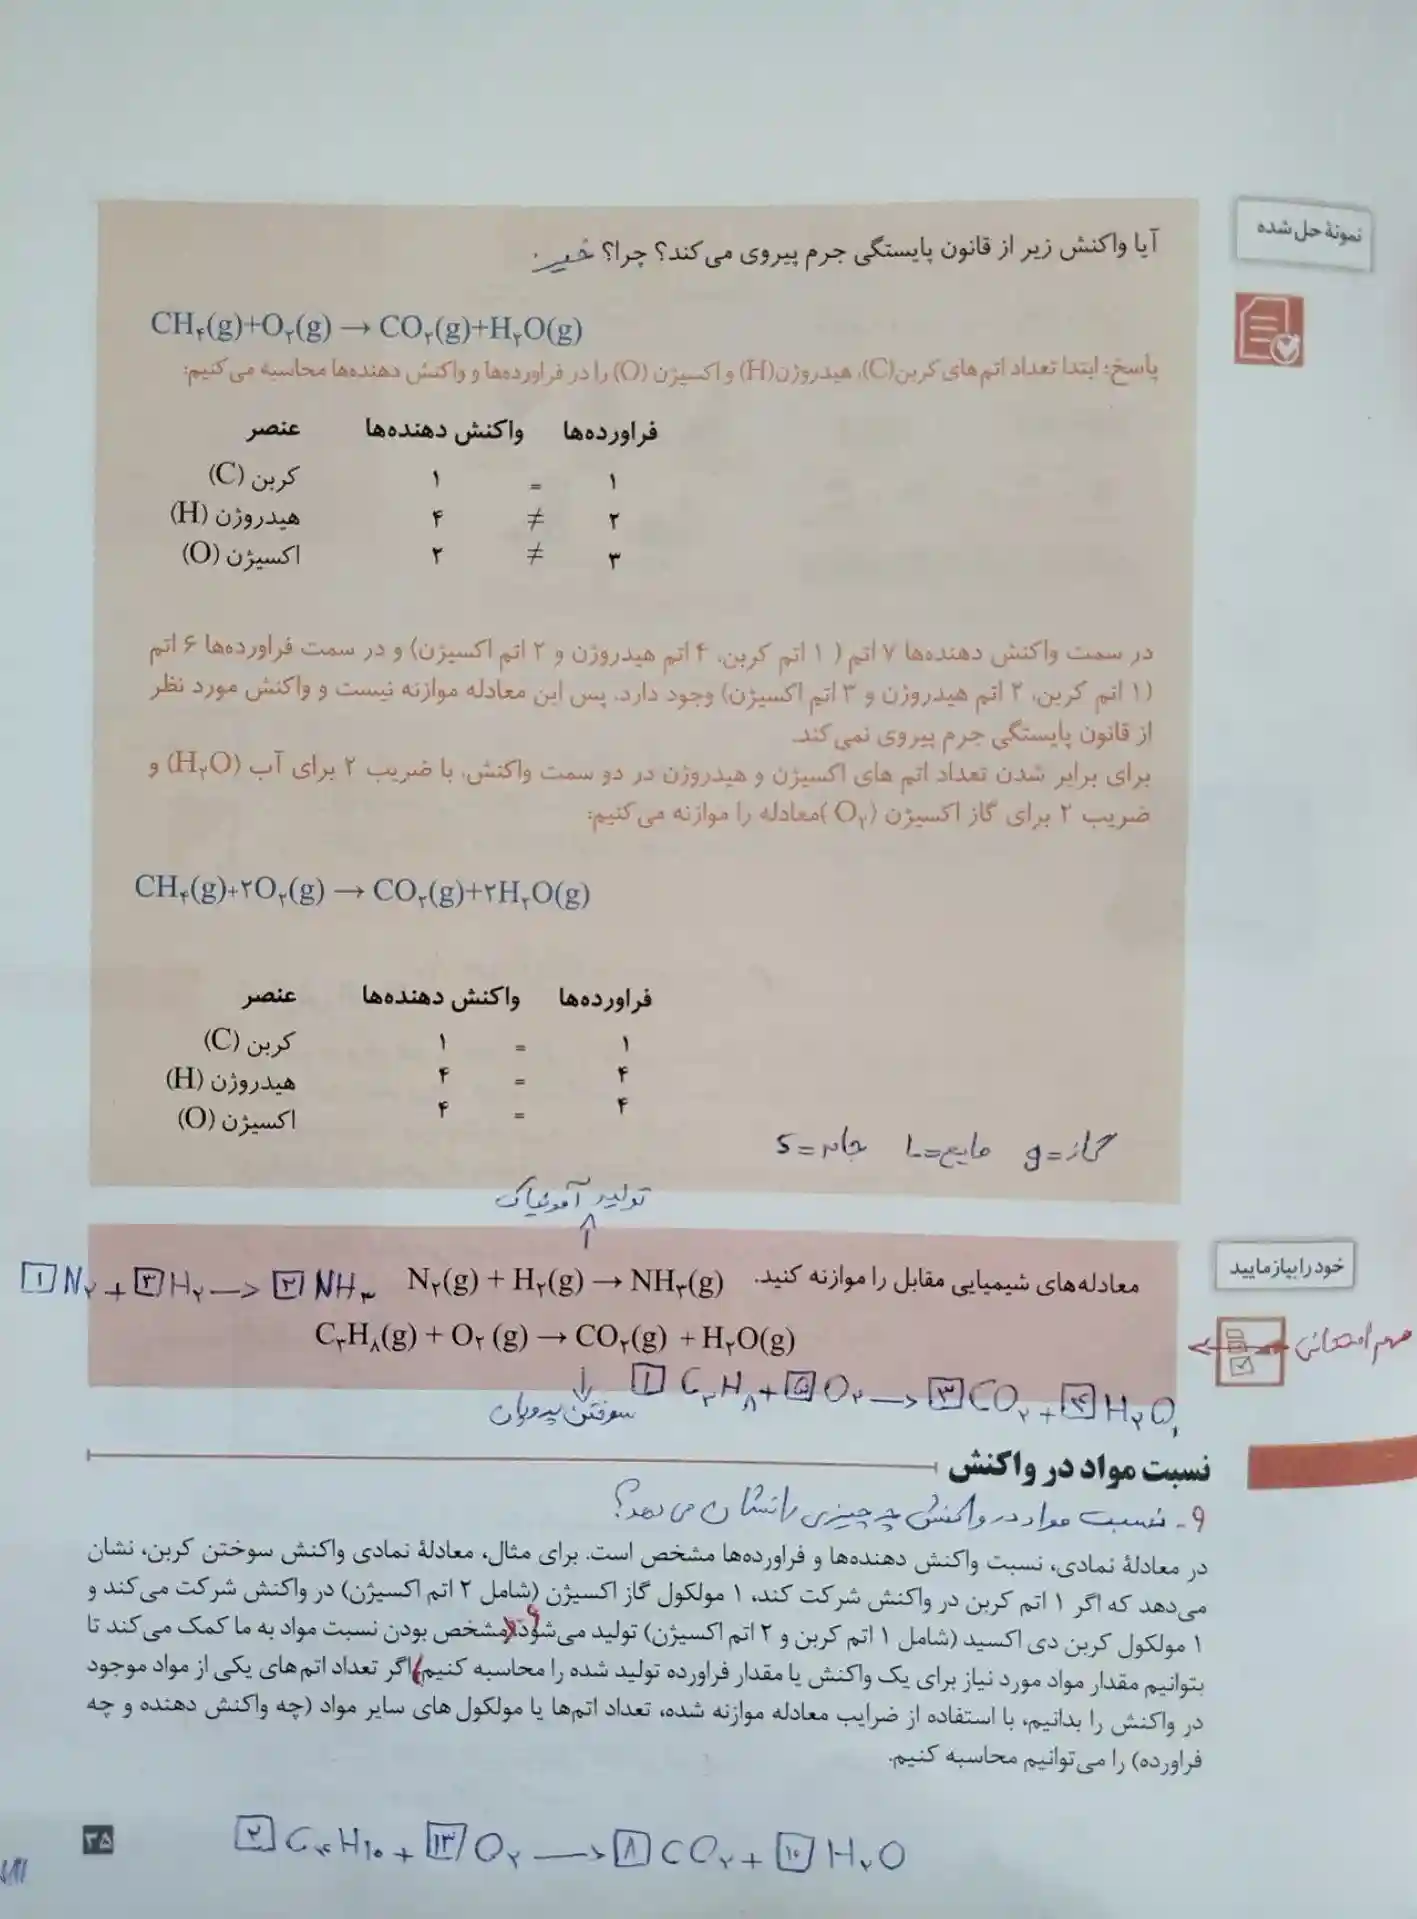 نمونهٔ حل شده
آیا واکنش زیر از قانون پایستگی جرم پیروی می‌کند؟ چرا؟ خیر.
CH۴(g)+O۲(g) → CO۲(g)+H۲O(g)
پاسخ: ابتدا تعداد اتم‌های کربن(C)، هیدروژن(H) و اکسیژن (O) را در فراورده‌ها و واکنش دهنده‌ها محاسبه می‌کنیم:
عنصر واکنش دهنده‌ها فراورده‌ها
کربن (C) ۱ = ۱
هیدروژن (H) ۴ ≠ ۲
اکسیژن (O) ۲ ≠ ۳
در سمت واکنش دهنده‌ها ۷ اتم ( ۱ اتم کربن، ۴ اتم هیدروژن و ۲ اتم اکسیژن) و در سمت فراورده‌ها ۶ اتم
(۱ اتم کربن، ۲ اتم هیدروژن و ۳ اتم اکسیژن) وجود دارد. پس این معادله موازنه نیست و واکنش مورد نظر
از قانون پایستگی جرم پیروی نمی‌کند.
برای برابر شدن تعداد اتم های اکسیژن و هیدروژن در دو سمت واکنش، با ضریب ۲ برای آب (H۲O) و
ضریب ۲ برای گاز اکسیژن (O۲ )معادله را موازنه می‌کنیم:
CH۴(g)+۲O۲(g) → CO۲(g)+۲H۲O(g)
عنصر واکنش دهنده‌ها فراورده‌ها
کربن (C) ۱ = ۱
هیدروژن (H) ۴ = ۴
اکسیژن (O) ۴ = ۴
گاز=g مایع=L جامد=S
تولید آمونیاک
خود را بیازمایید
معادله‌های شیمیایی مقابل را موازنه کنید. N۲(g) + H۲(g) → NH۳(g)
۱ N۲ + ۳ H۲ → ۲ NH۳
C۳H۸(g) + O۲ (g) → CO۲(g) + H۲O(g)
مهم امتحانی
۱ C۳H۸ + ۵ O۲ → ۳ CO۲ + ۴ H۲O
سوختن پروپان
نسبت مواد در واکنش
۹- نسبت مواد در واکنش چه چیزی را نشان می دهد؟
در معادلهٔ نمادی، نسبت واکنش دهنده‌ها و فراورده‌ها مشخص است. برای مثال، معادلهٔ نمادی واکنش سوختن کربن، نشان
می‌دهد که اگر ۱ اتم کربن در واکنش شرکت کند، ۱ مولکول گاز اکسیژن (شامل ۲ اتم اکسیژن) در واکنش شرکت می‌کند و
۱ مولکول کربن دی اکسید (شامل ۱ اتم کربن و ۲ اتم اکسیژن) تولید می‌شود. ۹ (مشخص بودن نسبت مواد به ما کمک می‌کند تا
بتوانیم مقدار مواد مورد نیاز برای یک واکنش یا مقدار فراورده تولید شده را محاسبه کنیم.) اگر تعداد اتم های یکی از مواد موجود
در واکنش را بدانیم، با استفاده از ضرایب معادله موازنه شده، تعداد اتم‌ها یا مولکول های سایر مواد (چه واکنش دهنده و چه
فراورده) را می‌توانیم محاسبه کنیم.
۲ C۴H۱۰ + ۱۳ O۲ → ۸ CO۲ + ۱۰ H۲O
۳۵